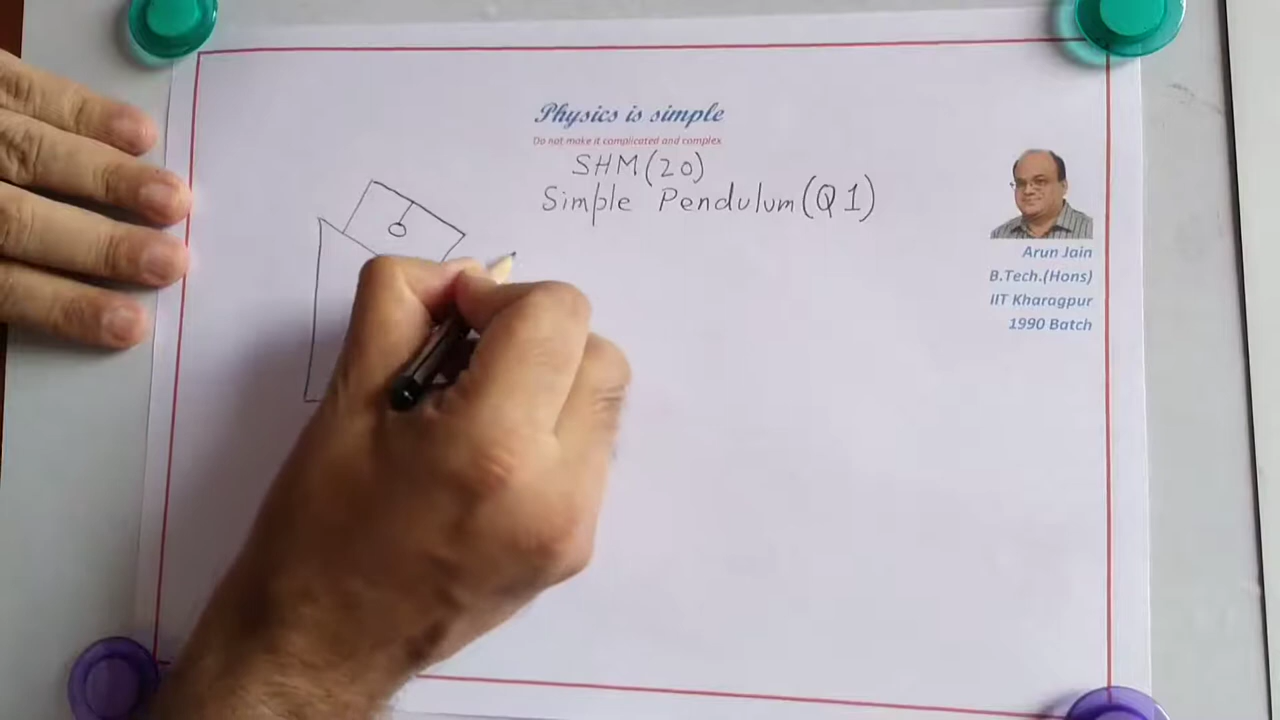 Physics is simple
Do not make it complicated and complex
SHM(20)
Simple Pendulum(Q1)
Arun Jain
B.Tech.(Hons)
IIT Kharagpur
1990 Batch